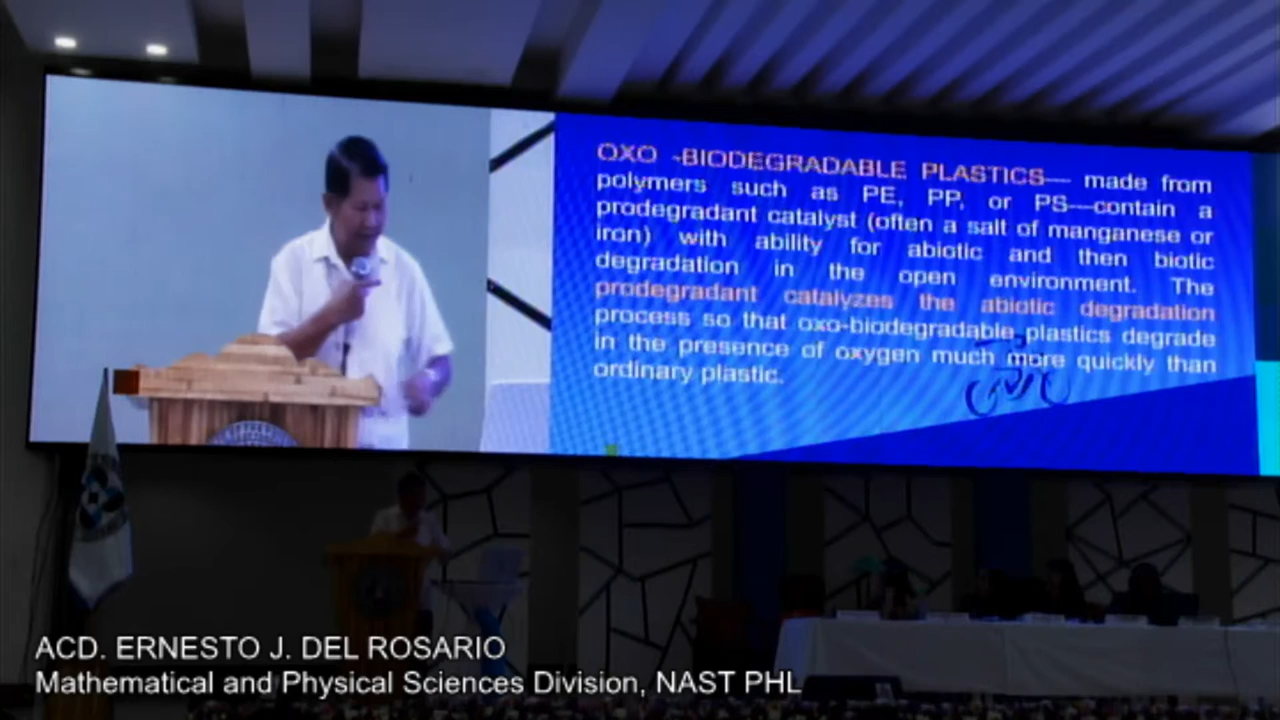 OXO -BIODEGRADABLE PLASTICS— made from
polymers such as PE, PP, or PS—contain a
prodegradant catalyst (often a salt of manganese or
iron) with ability for abiotic and then biotic
degradation in the open environment. The
prodegradant catalyzes the abiotic degradation
process so that oxo-biodegradable plastics degrade
in the presence of oxygen much more quickly than
ordinary plastic.
ACD. ERNESTO J. DEL ROSARIO
Mathematical and Physical Sciences Division, NAST PHL